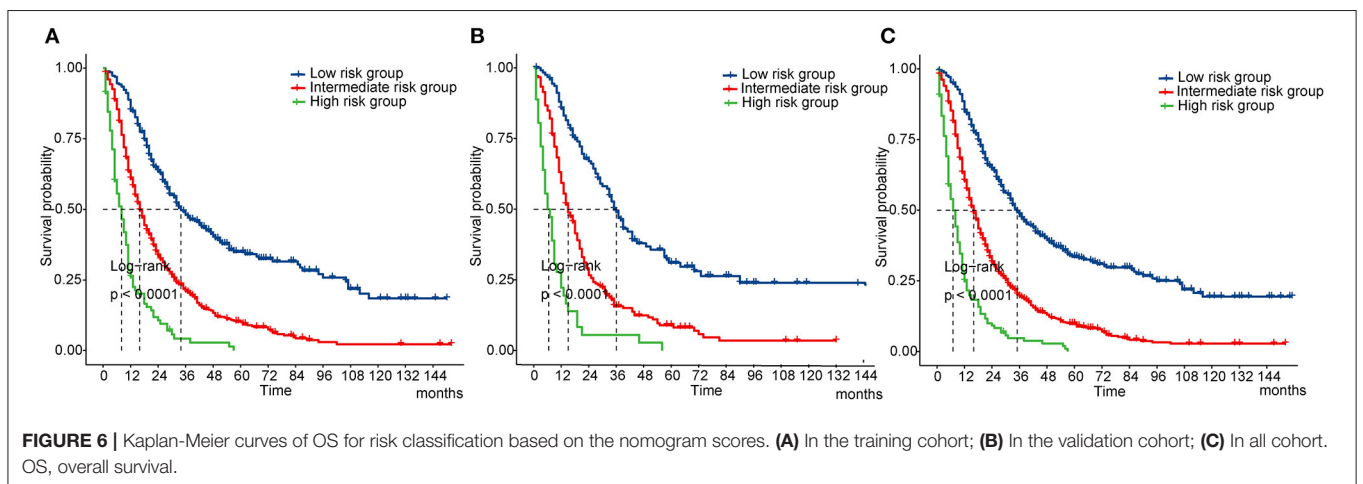 A
1.00
0.75
0.50
0.25
0.00
Survival probability
Low risk group
Intermediate risk group
High risk group
Log-rank
p < 0.0001
0 12 24 36 48 60 72 84 96 108 120 132 144
Time
months
B
1.00
0.75
0.50
0.25
0.00
Survival probability
Low risk group
Intermediate risk group
High risk group
Log-rank
p < 0.0001
0 12 24 36 48 60 72 84 96 108 120 132 144
Time
months
C
1.00
0.75
0.50
0.25
0.00
Survival probability
Low risk group
Intermediate risk group
High risk group
Log-rank
p < 0.0001
0 12 24 36 48 60 72 84 96 108 120 132 144
Time
months
FIGURE 6 | Kaplan-Meier curves of OS for risk classification based on the nomogram scores. (A) In the training cohort; (B) In the validation cohort; (C) In all cohort.
OS, overall survival.